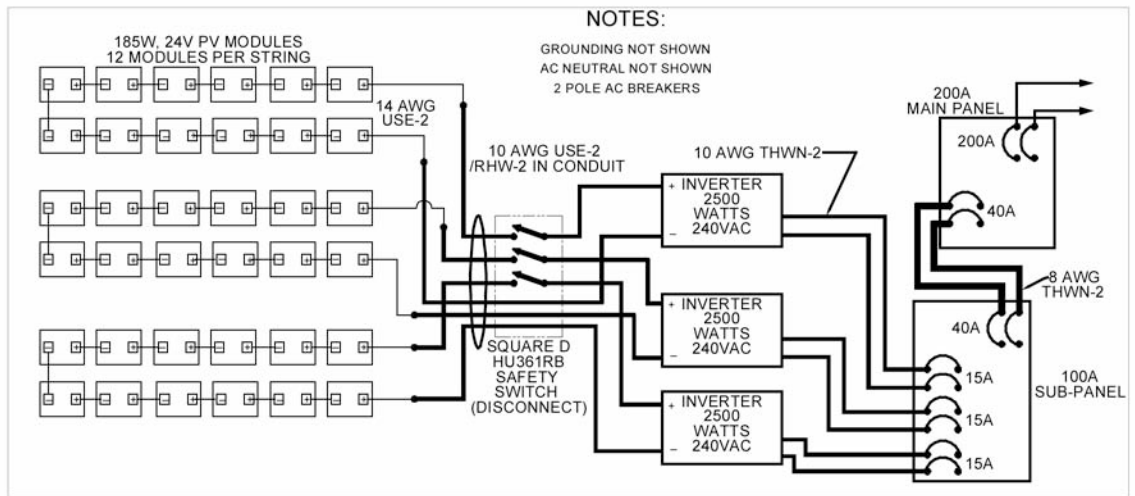 NOTES:
GROUNDING NOT SHOWN
AC NEUTRAL NOT SHOWN
2 POLE AC BREAKERS
185W, 24V PV MODULES
12 MODULES PER STRING
14 AWG
USE-2
10 AWG USE-2
/RHW-2 IN CONDUIT
SQUARE D
HU361RB
SAFETY
SWITCH
(DISCONNECT)
10 AWG THWN-2
+ INVERTER
2500
WATTS
– 240VAC
+ INVERTER
2500
WATTS
– 240VAC
+ INVERTER
2500
WATTS
– 240VAC
200A
MAIN PANEL
200A
40A
8 AWG
THWN-2
40A
15A
15A
15A
100A
SUB-PANEL